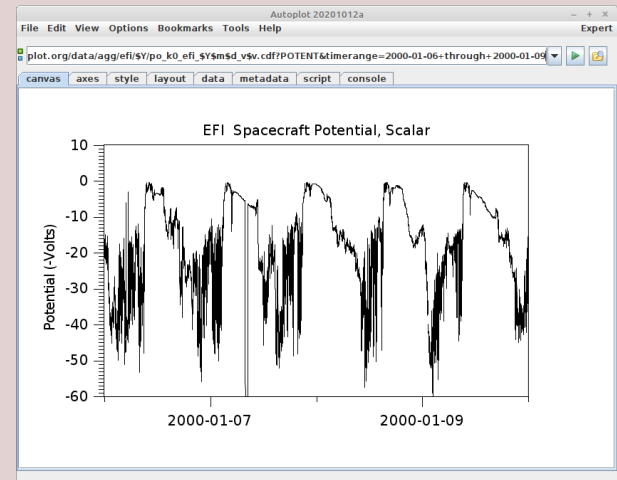 Autoplot 20201012a
File Edit View Options Bookmarks Tools Help Expert
plot.org/data/agg/efi/$Y/po_k0_efi_$Y$m$d_v$v.cdf?POTENT&timerange=2000-01-06+through+2000-01-09
canvas axes style layout data metadata script console
EFI Spacecraft Potential, Scalar
10
0
-10
-20
-30
-40
-50
-60
Potential (-Volts)
2000-01-07 2000-01-09